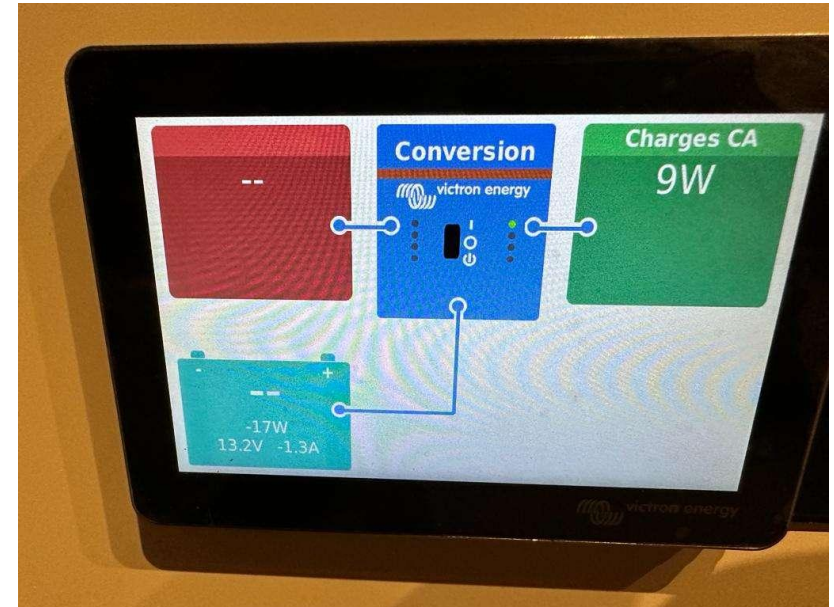 --
Conversion
victron energy
Charges CA
9W
- +
--
-17W
13.2V -1.3A
victron energy